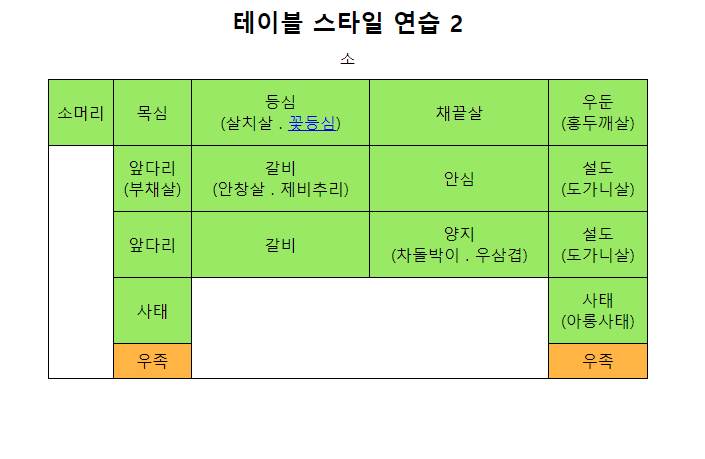 테이블 스타일 연습 2
소
소머리
목심
등심
(살치살 . 꽃등심)
채끝살
우둔
(홍두깨살)
앞다리
(부채살)
갈비
(안창살 . 제비추리)
안심
설도
(도가니살)
앞다리
갈비
양지
(차돌박이 . 우삼겹)
설도
(도가니살)
사태
사태
(아롱사태)
우족
우족